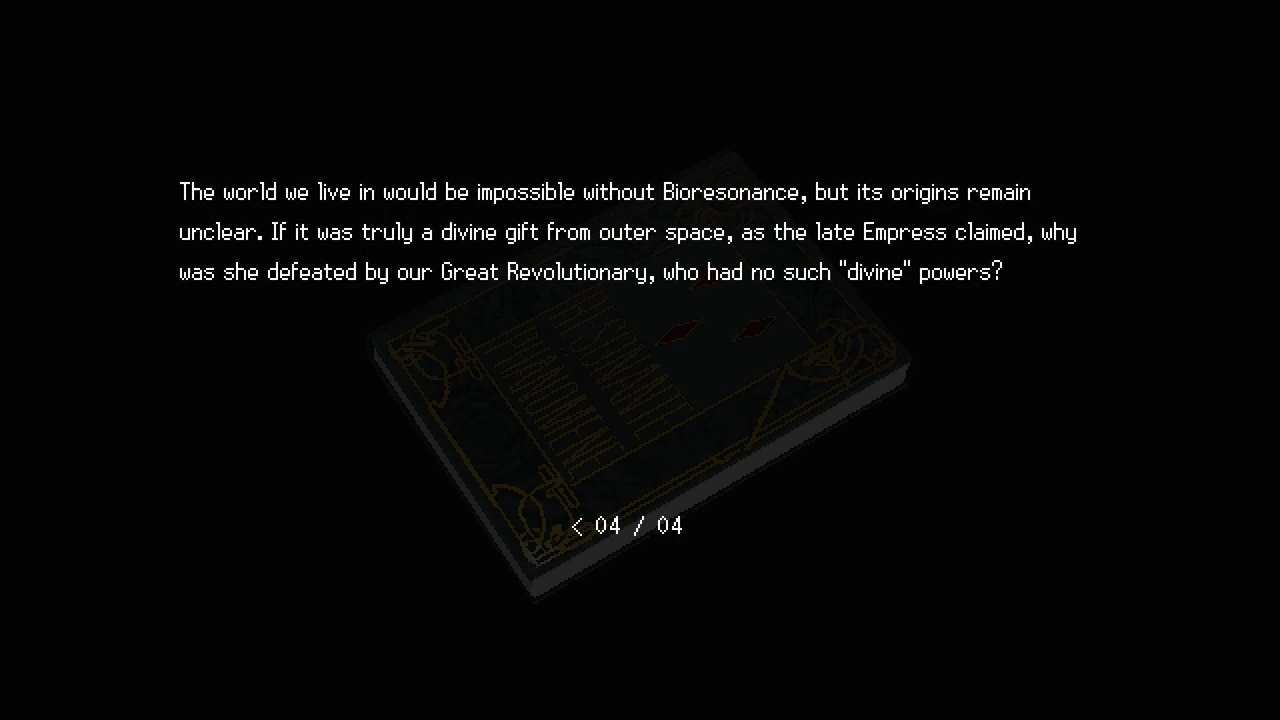 The world we live in would be impossible without Bioresonance, but its origins remain
unclear. If it was truly a divine gift from outer space, as the late Empress claimed, why
was she defeated by our Great Revolutionary, who had no such "divine" powers?
RESONANTE
PHÄNOMENE
< 04 / 04